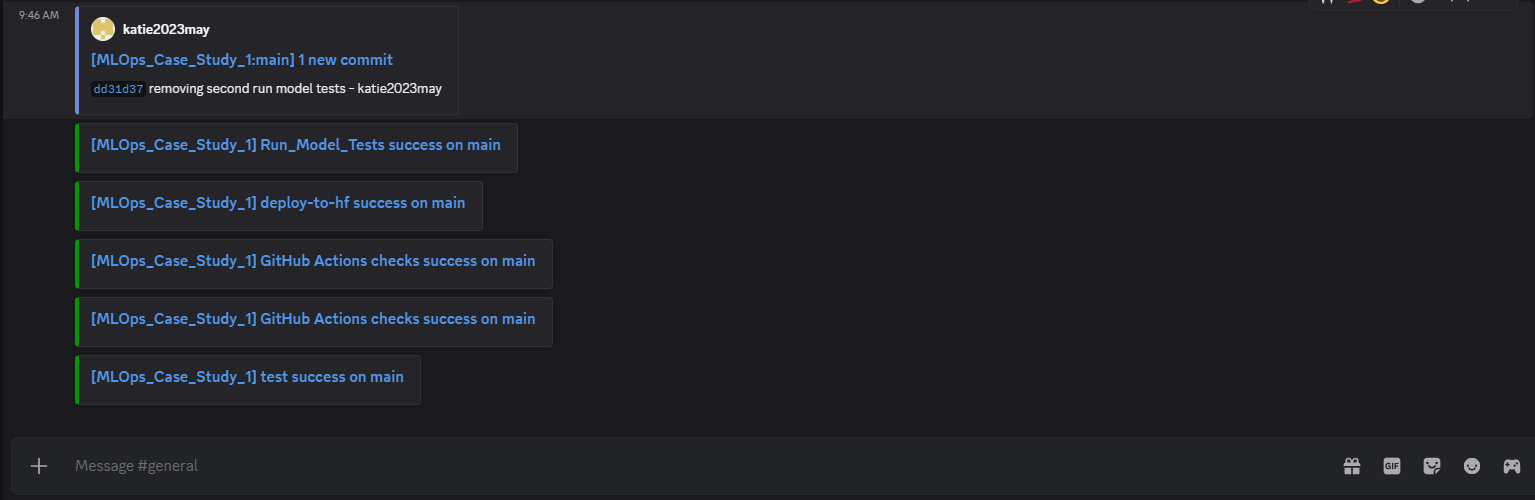 9:46 AM
katie2023may
[MLOps_Case_Study_1:main] 1 new commit
dd31d37 removing second run model tests - katie2023may
[MLOps_Case_Study_1] Run_Model_Tests success on main
[MLOps_Case_Study_1] deploy-to-hf success on main
[MLOps_Case_Study_1] GitHub Actions checks success on main
[MLOps_Case_Study_1] GitHub Actions checks success on main
[MLOps_Case_Study_1] test success on main
Message #general
GIF